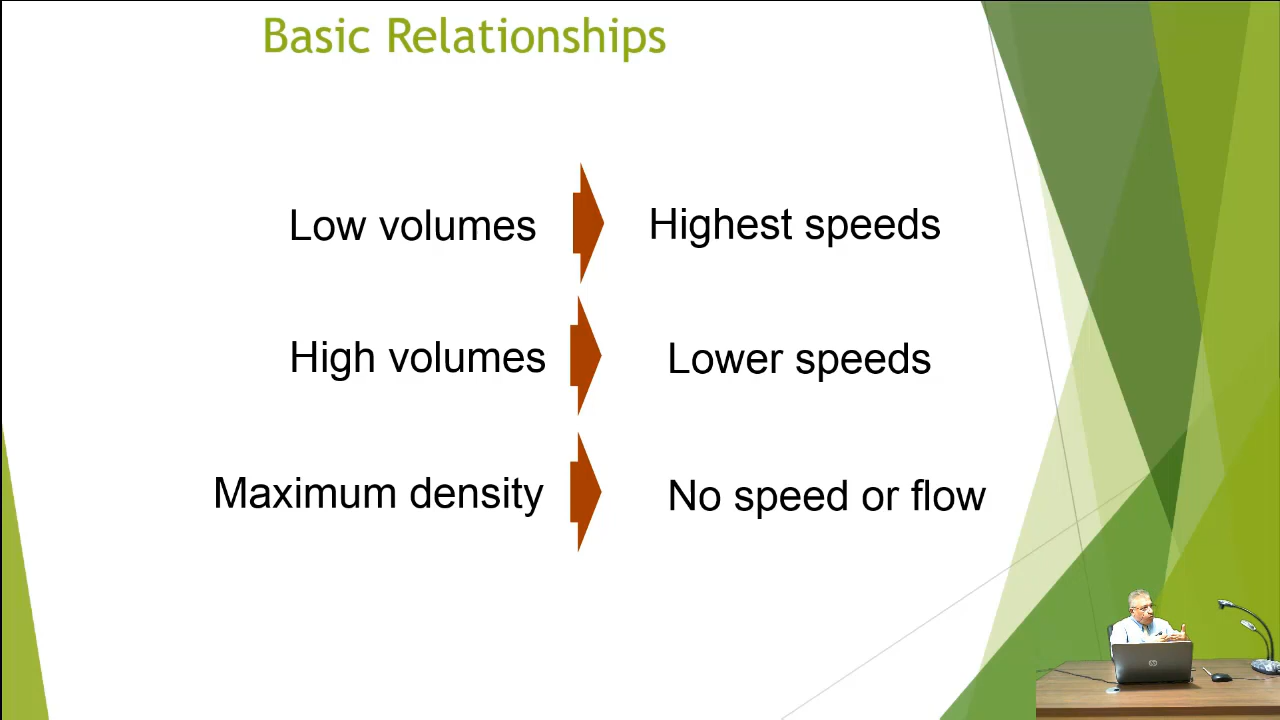 Basic Relationships
Low volumes Highest speeds
High volumes Lower speeds
Maximum density No speed or flow